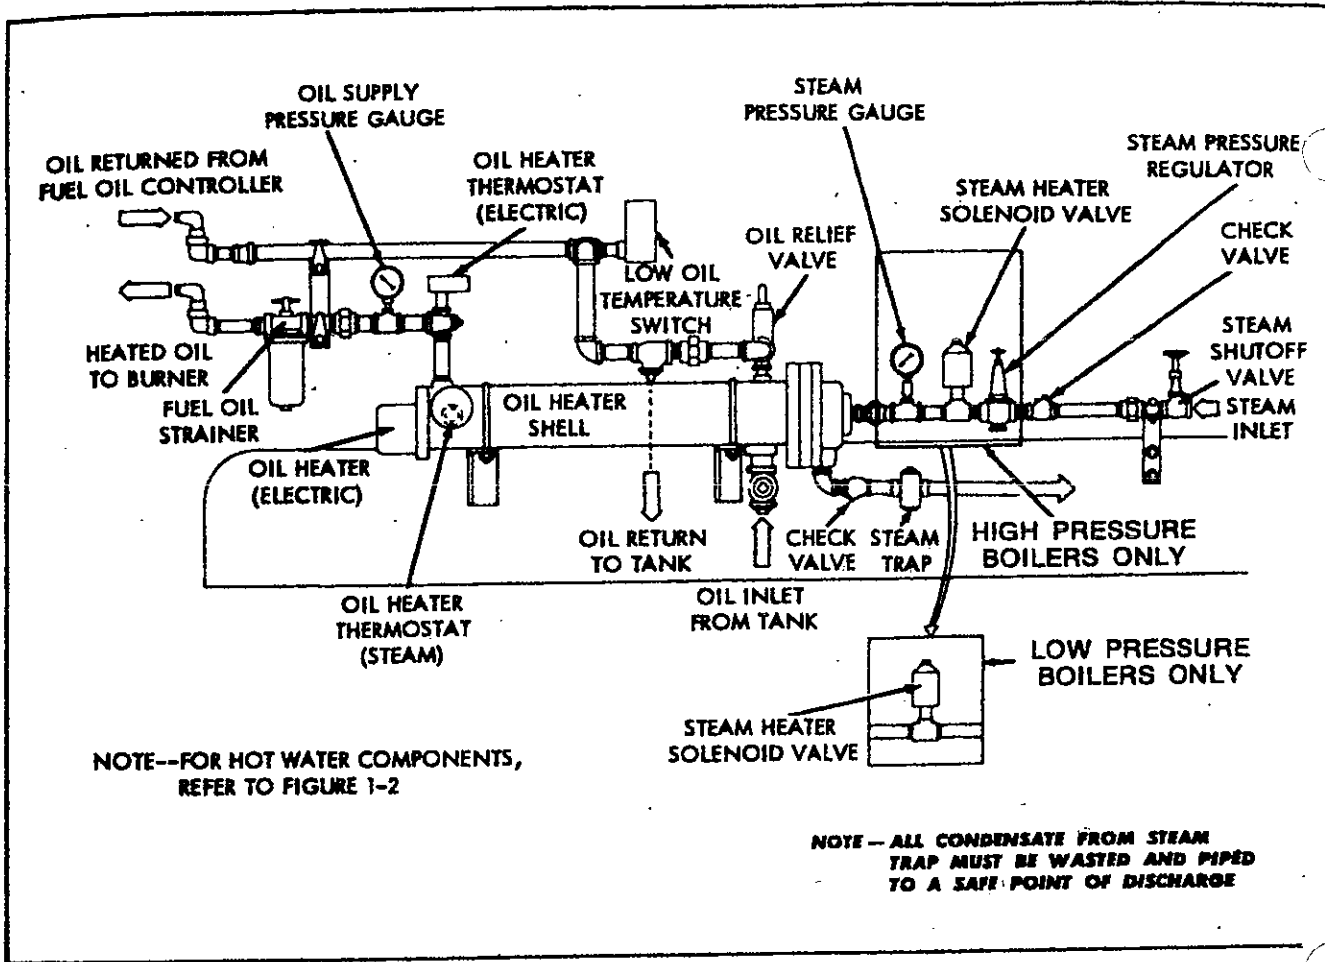 OIL SUPPLY
PRESSURE GAUGE
STEAM
PRESSURE GAUGE
OIL RETURNED FROM
FUEL OIL CONTROLLER
OIL HEATER
THERMOSTAT
(ELECTRIC)
STEAM PRESSURE
REGULATOR
STEAM HEATER
SOLENOID VALVE
OIL RELIEF
VALVE
CHECK
VALVE
LOW OIL
TEMPERATURE
SWITCH
HEATED OIL
TO BURNER
STEAM
SHUTOFF
VALVE
FUEL OIL
STRAINER
OIL HEATER
SHELL
STEAM
INLET
OIL HEATER
(ELECTRIC)
OIL RETURN
TO TANK
CHECK
VALVE
STEAM
TRAP
HIGH PRESSURE
BOILERS ONLY
OIL HEATER
THERMOSTAT
(STEAM)
OIL INLET
FROM TANK
LOW PRESSURE
BOILERS ONLY
STEAM HEATER
SOLENOID VALVE
NOTE--FOR HOT WATER COMPONENTS,
REFER TO FIGURE 1-2
NOTE — ALL CONDENSATE FROM STEAM
TRAP MUST BE WASTED AND PIPED
TO A SAFE POINT OF DISCHARGE